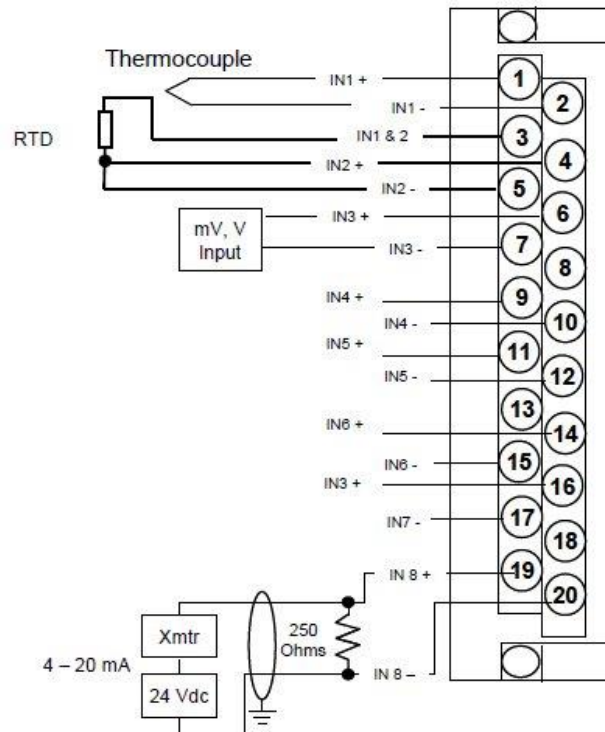 Thermocouple
IN1 +
1
IN1 -
2
RTD
IN1 & 2
3
IN2 +
4
IN2 -
5
IN3 +
6
mV, V
Input
IN3 -
7
8
IN4 +
9
IN4 -
10
IN5 +
11
IN5 -
12
13
IN6 +
14
IN6 -
15
IN3 +
16
IN7 -
17
18
IN 8 +
19
20
Xmtr
250
Ohms
4 – 20 mA
24 Vdc
IN 8 –